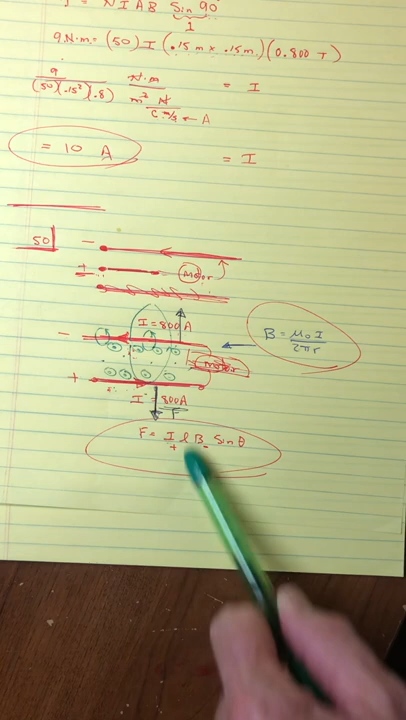 τ = N I A B Sin 90°
1
9 N·m = (50) I (.15 m × .15 m)(0.800 T)
9 / (50)(.15²)(.8) N·m / m² N / C·m/s ← A = I
= 10 A = I
50
−
+ Motor
I = 800 A
−
B = μ₀ I / 2πr
Motor
+
I = 800 A
F
F = I ℓ B Sin θ
+ −